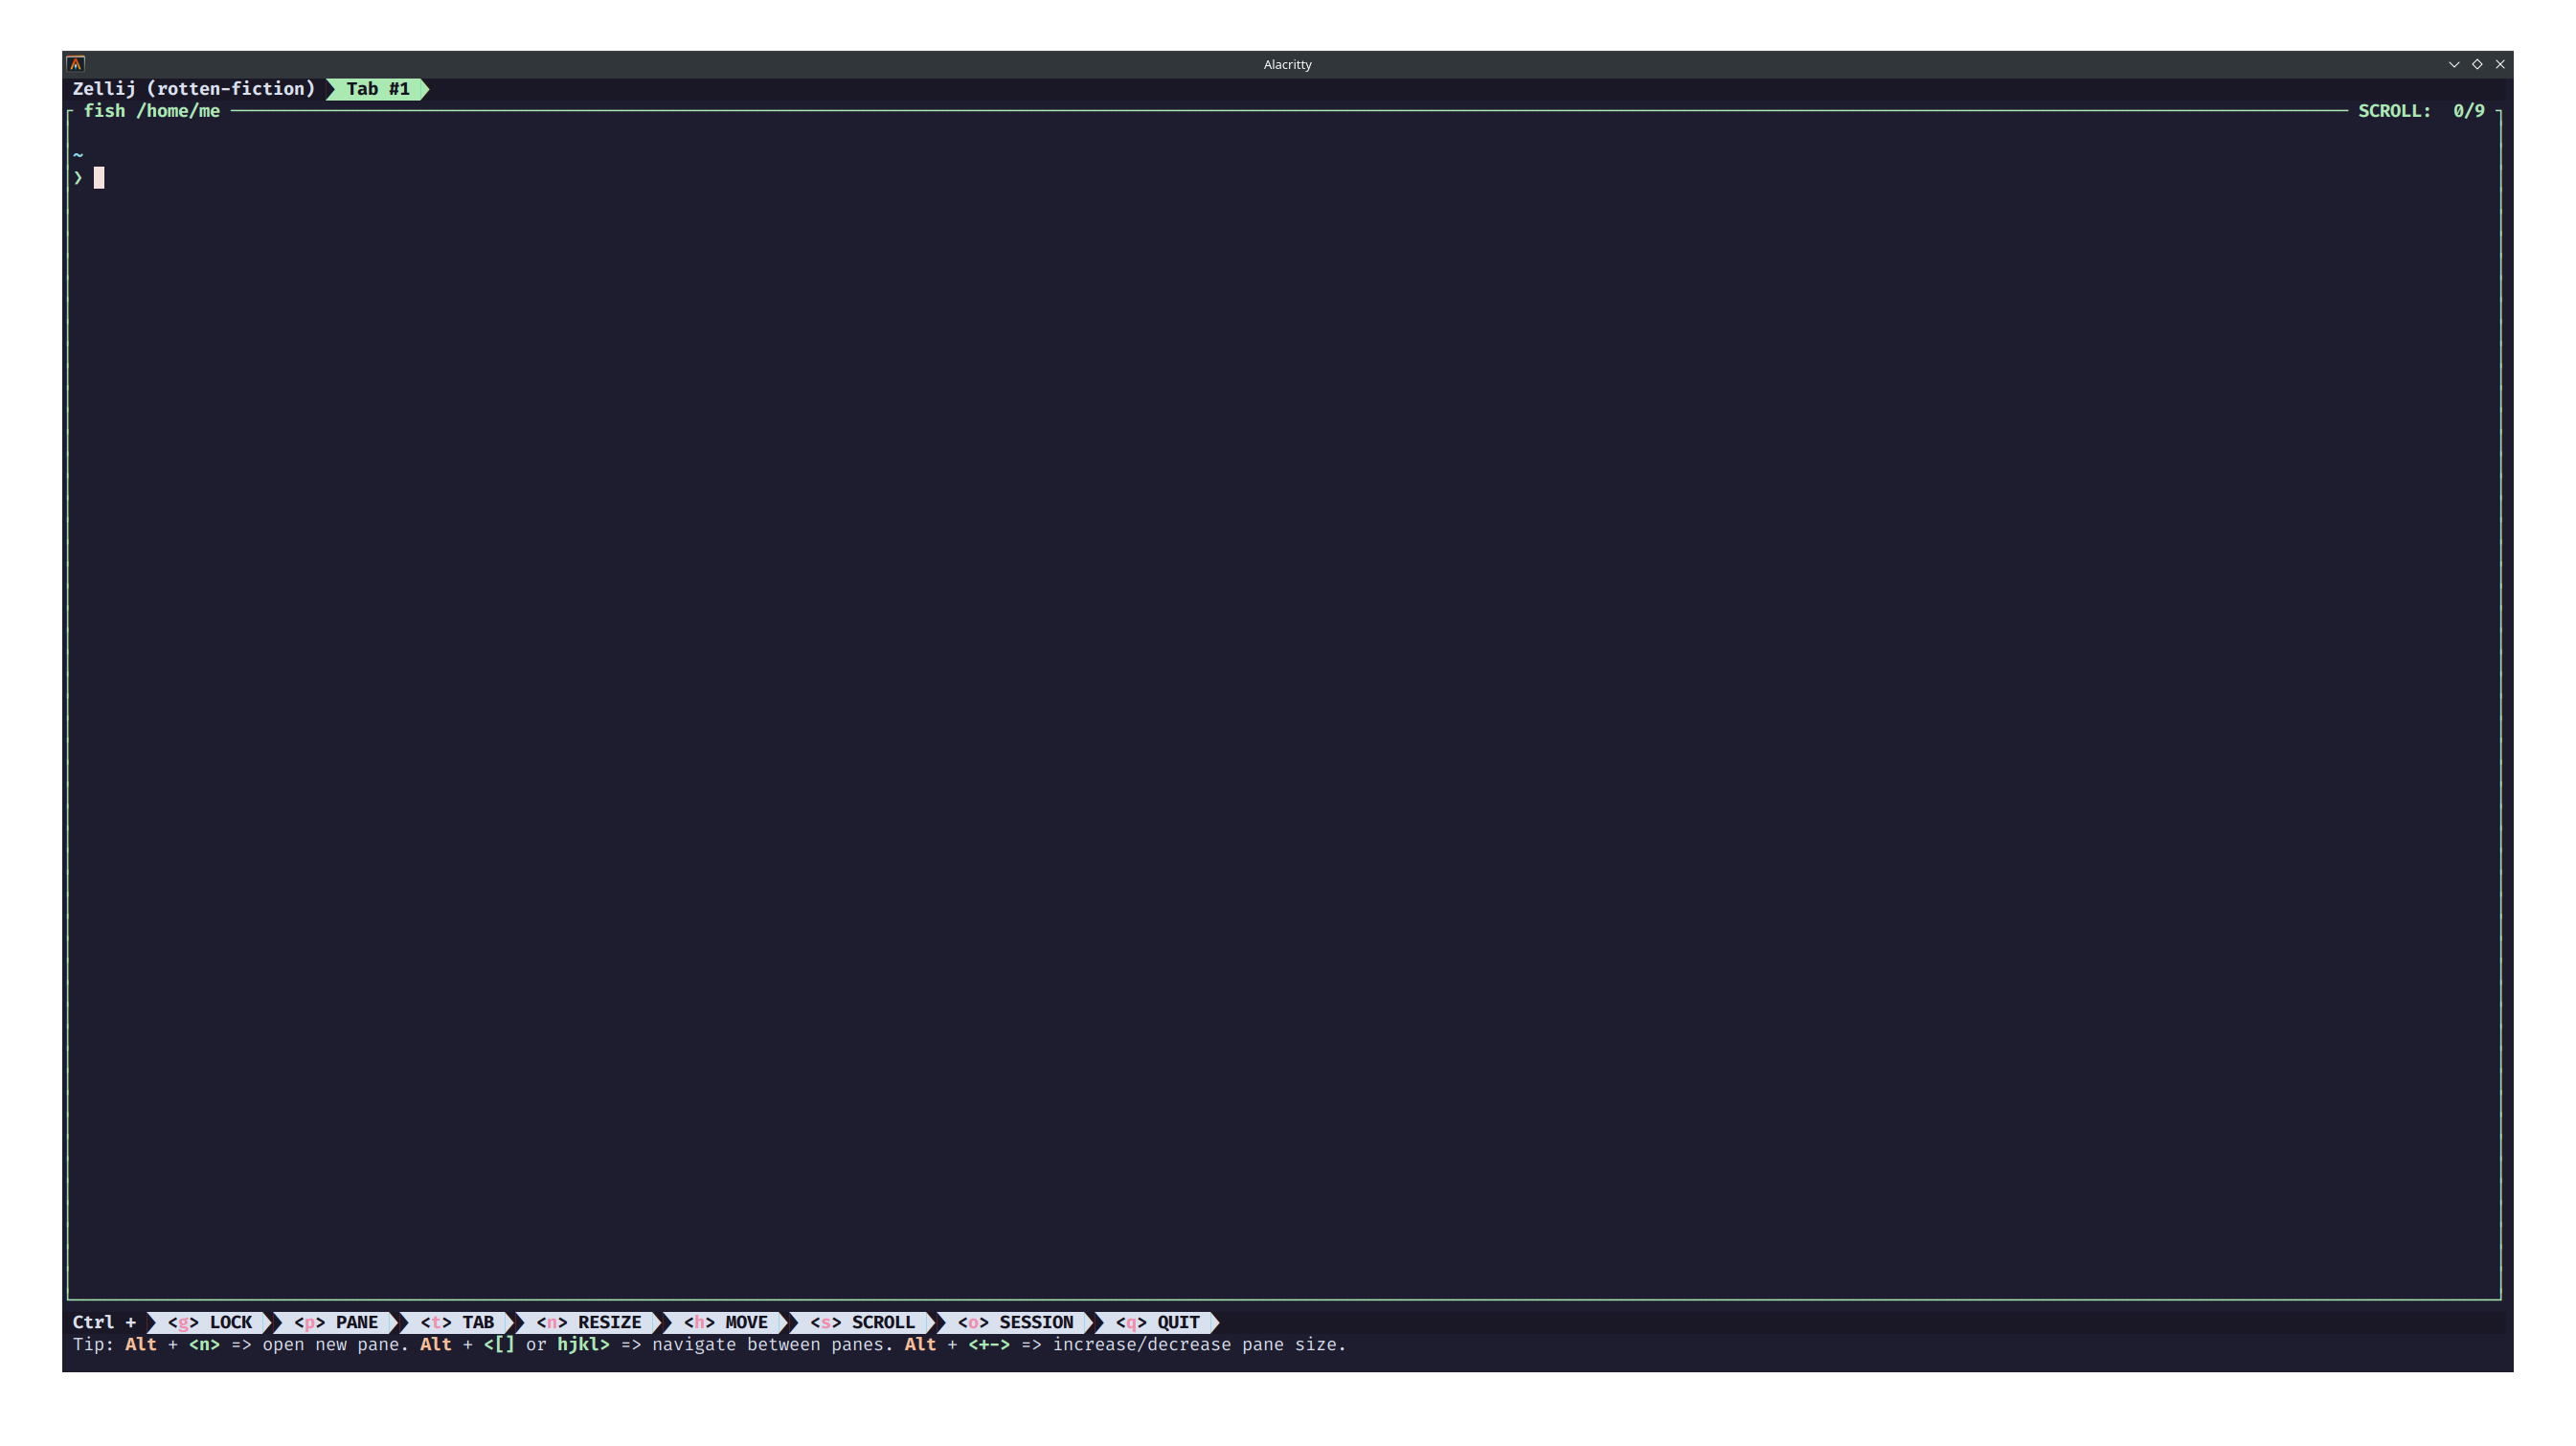 Alacritty
Zellij (rotten-fiction) Tab #1
fish /home/me SCROLL: 0/9
~
❯
Ctrl + <g> LOCK <p> PANE <t> TAB <n> RESIZE <h> MOVE <s> SCROLL <o> SESSION <q> QUIT
Tip: Alt + <n> => open new pane. Alt + <[] or hjkl> => navigate between panes. Alt + <+-> => increase/decrease pane size.